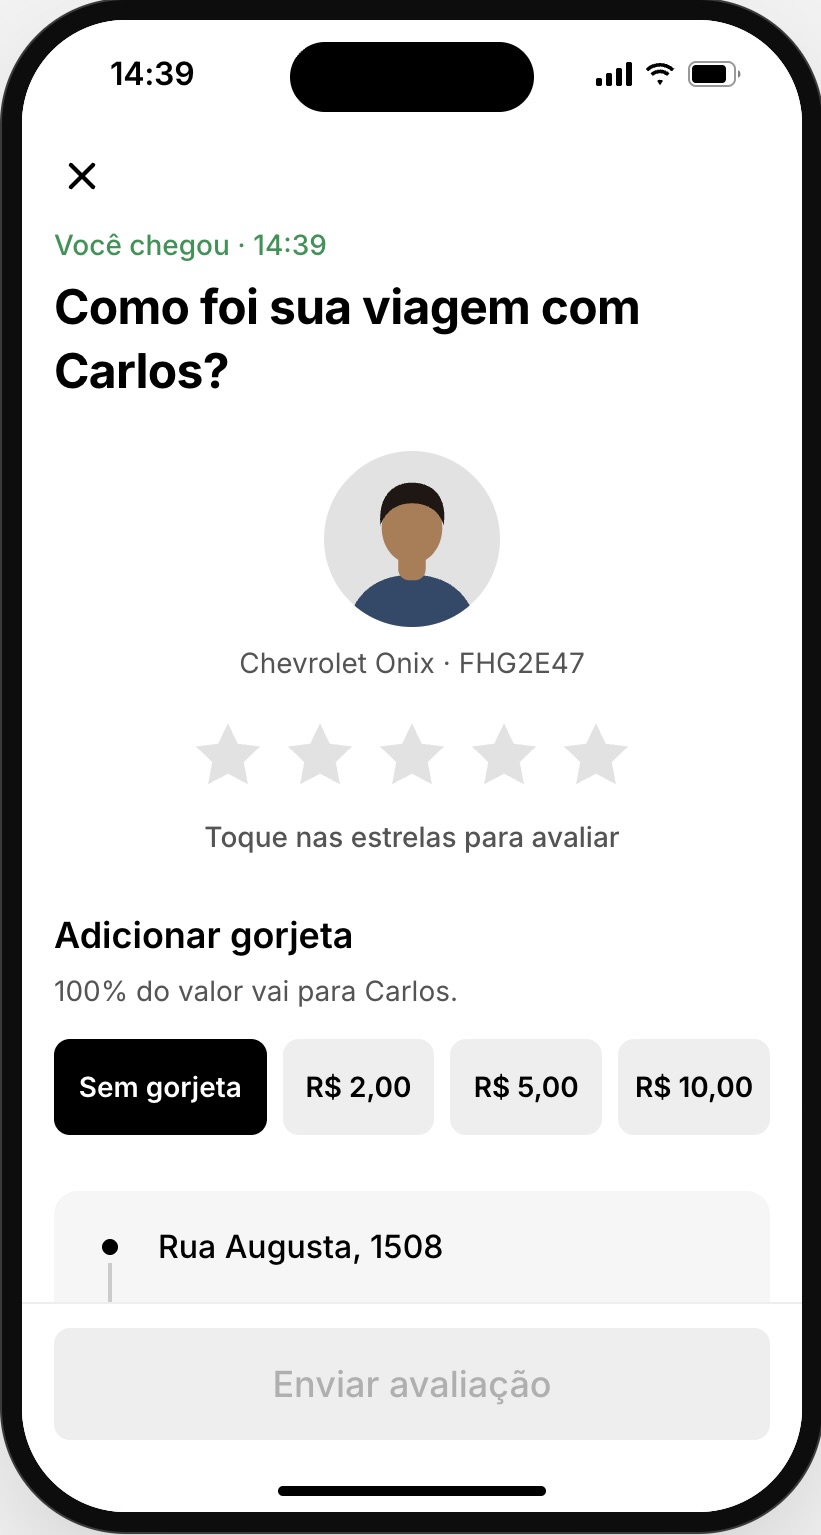 14:39
Você chegou · 14:39
Como foi sua viagem com
Carlos?
Chevrolet Onix · FHG2E47
Toque nas estrelas para avaliar
Adicionar gorjeta
100% do valor vai para Carlos.
Sem gorjeta
R$ 2,00
R$ 5,00
R$ 10,00
Rua Augusta, 1508
Enviar avaliação